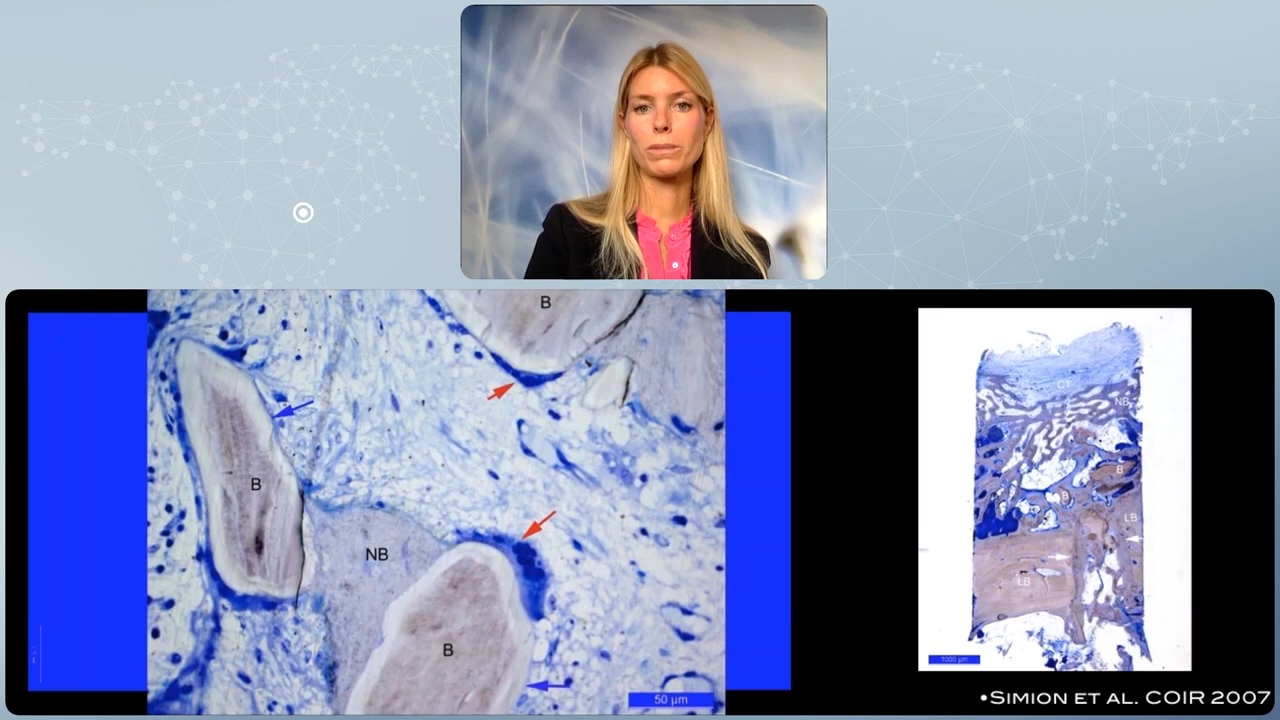 B
B
NB
B
50 µm
CT
NB
B
B
LB
LB
1000 µm
•SIMION ET AL. COIR 2007